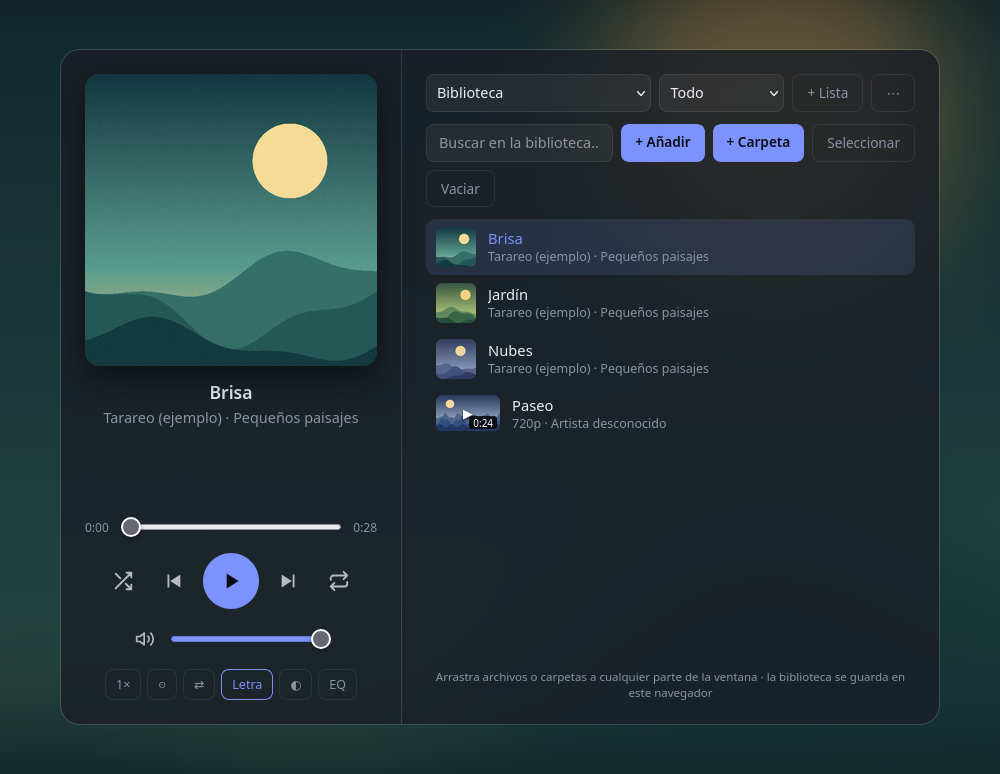 Brisa
Tarareo (ejemplo) · Pequeños paisajes
0:00
0:28
1×
Letra
EQ
Biblioteca
Todo
+ Lista
···
Buscar en la biblioteca..
+ Añadir
+ Carpeta
Seleccionar
Vaciar
Brisa
Tarareo (ejemplo) · Pequeños paisajes
Jardín
Tarareo (ejemplo) · Pequeños paisajes
Nubes
Tarareo (ejemplo) · Pequeños paisajes
0:24
Paseo
720p · Artista desconocido
Arrastra archivos o carpetas a cualquier parte de la ventana · la biblioteca se guarda en
este navegador